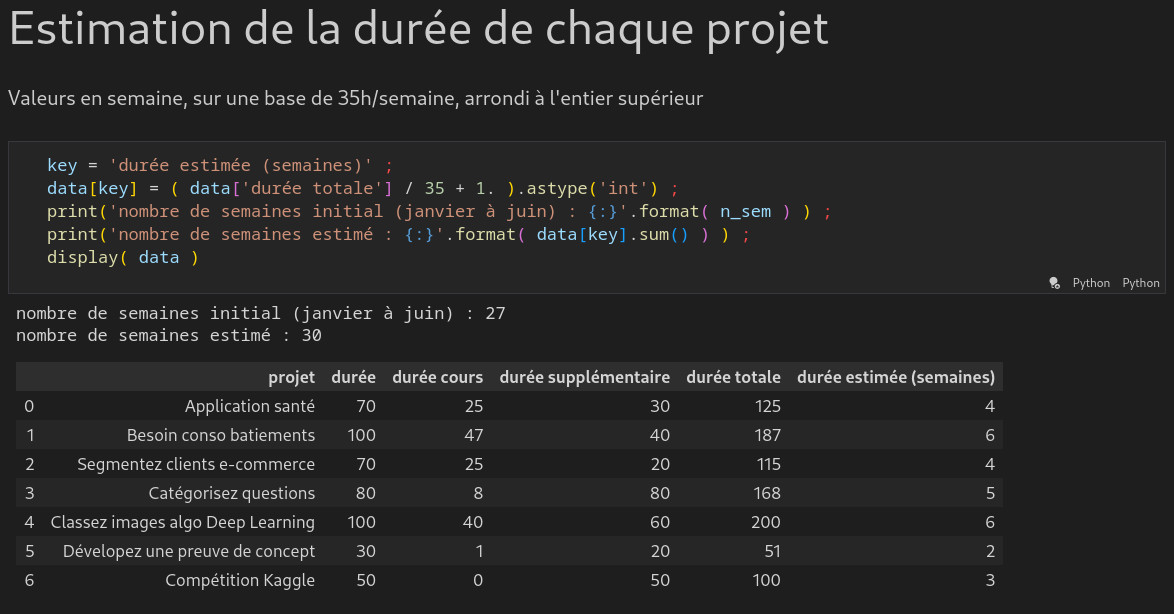 Estimation de la durée de chaque projet
Valeurs en semaine, sur une base de 35h/semaine, arrondi à l'entier supérieur
key = 'durée estimée (semaines)' ;
data[key] = ( data['durée totale'] / 35 + 1. ).astype('int') ;
print('nombre de semaines initial (janvier à juin) : {:}'.format( n_sem ) ) ;
print('nombre de semaines estimé : {:}'.format( data[key].sum() ) ) ;
display( data )
Python Python
nombre de semaines initial (janvier à juin) : 27
nombre de semaines estimé : 30
projet durée durée cours durée supplémentaire durée totale durée estimée (semaines)
0 Application santé 70 25 30 125 4
1 Besoin conso batiements 100 47 40 187 6
2 Segmentez clients e-commerce 70 25 20 115 4
3 Catégorisez questions 80 8 80 168 5
4 Classez images algo Deep Learning 100 40 60 200 6
5 Dévelopez une preuve de concept 30 1 20 51 2
6 Compétition Kaggle 50 0 50 100 3